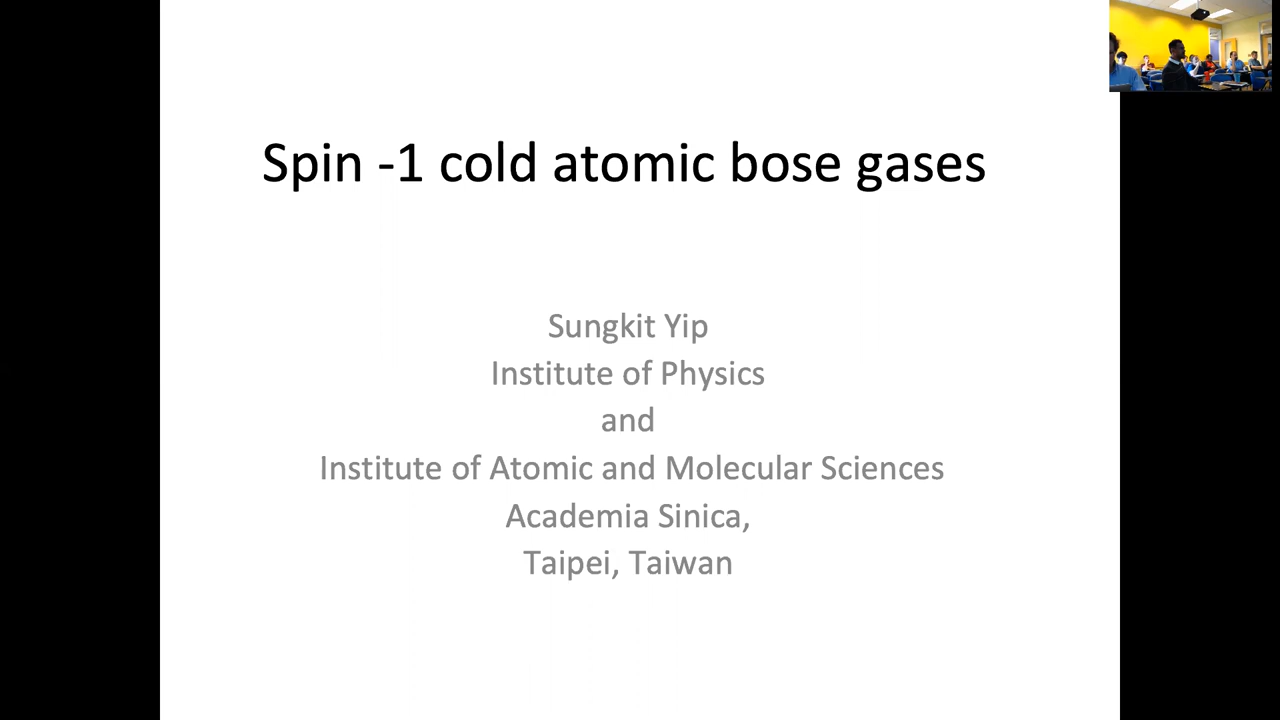 Spin -1 cold atomic bose gases
Sungkit Yip
Institute of Physics
and
Institute of Atomic and Molecular Sciences
Academia Sinica,
Taipei, Taiwan